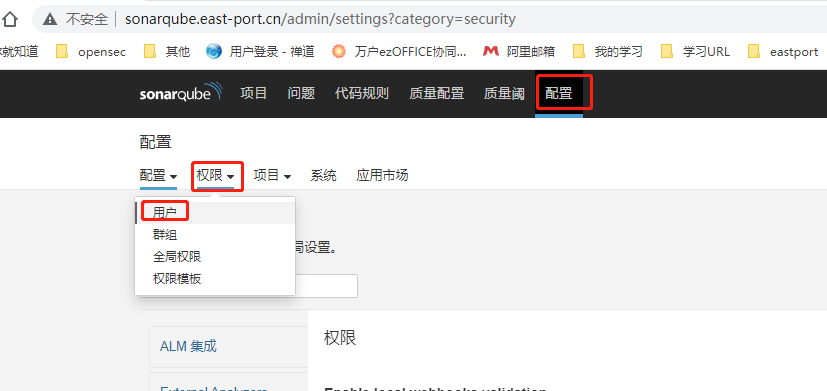 不安全 | sonarqube.east-port.cn/admin/settings?category=security
就知道 opensec 其他 用户登录 - 禅道 万户ezOFFICE协同... 阿里邮箱 我的学习 学习URL eastport
sonarqube 项目 问题 代码规则 质量配置 质量阈 配置
配置
配置 权限 项目 系统 应用市场
用户
群组
局设置。
全局权限
权限模板
权限
ALM 集成